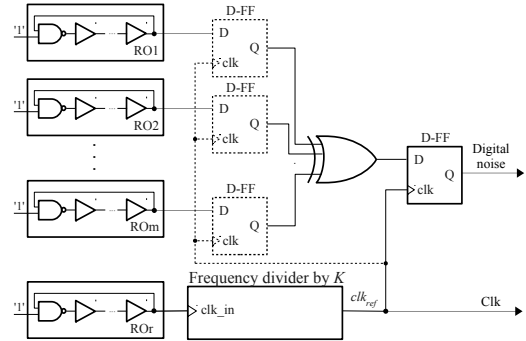 D-FF
'1'
RO1
D
Q
clk
D-FF
'1'
RO2
D
Q
clk
D-FF
D
Q
clk
Digital
noise
D-FF
'1'
ROm
D
Q
clk
Frequency divider by K
'1'
ROr
clk_in
clk_ref
Clk